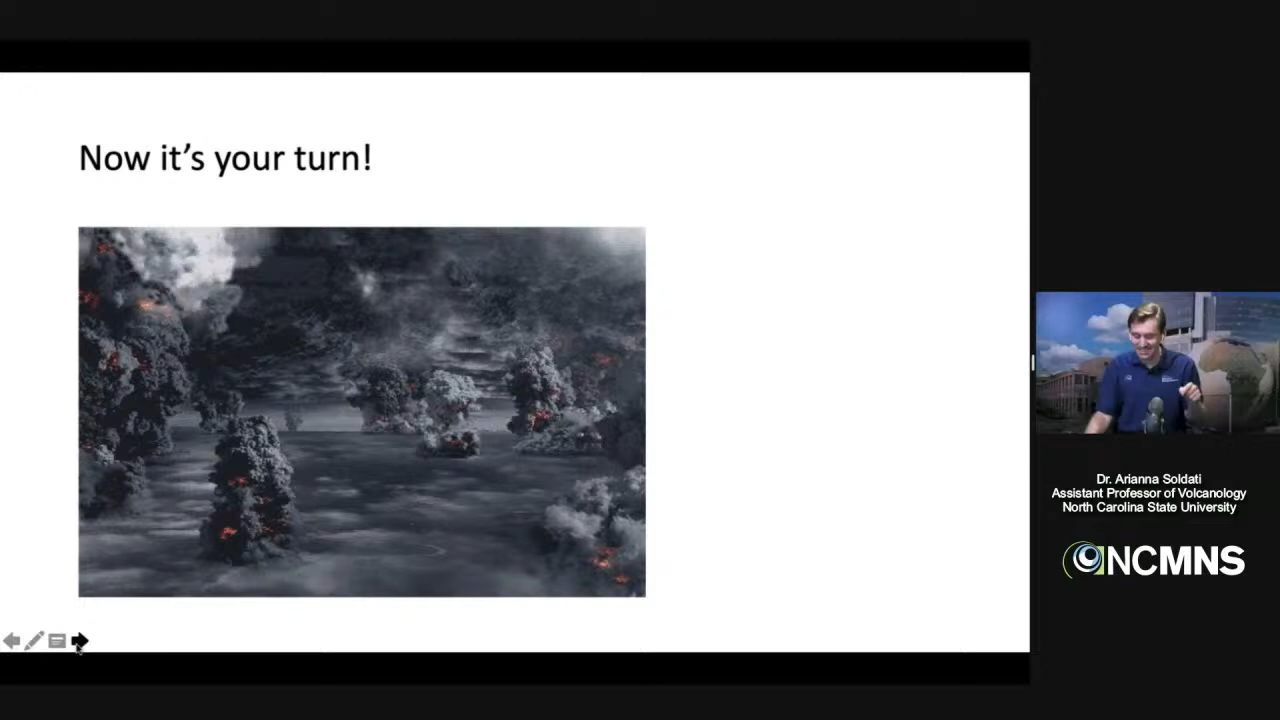 Now it's your turn!
Dr. Arianna Soldati
Assistant Professor of Volcanology
North Carolina State University
NCMNS